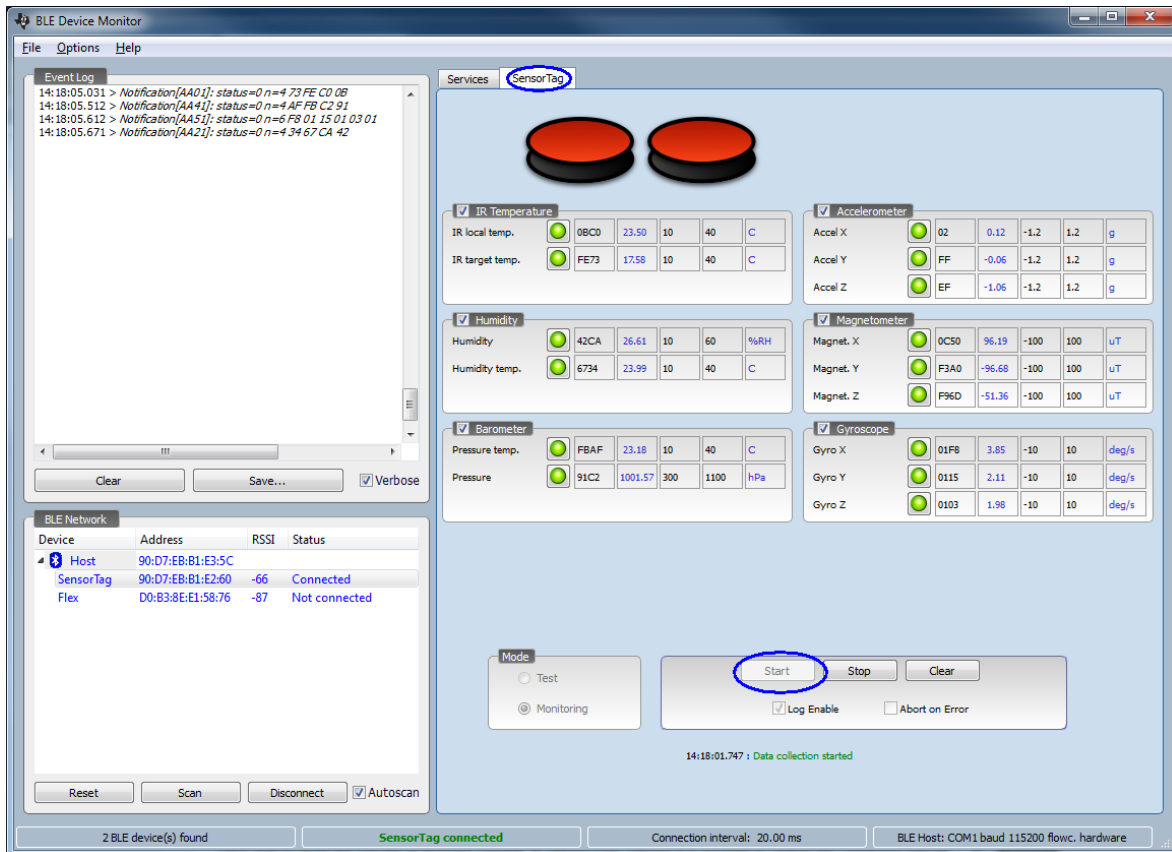 BLE Device Monitor
File Options Help
Event Log
14:18:05.031 > Notification[AA01]: status=0 n=4 73 FE C0 0B
14:18:05.512 > Notification[AA41]: status=0 n=4 AF FB C2 91
14:18:05.612 > Notification[AA51]: status=0 n=6 F8 01 15 01 03 01
14:18:05.671 > Notification[AA21]: status=0 n=4 34 67 CA 42
Clear Save... Verbose
BLE Network
Device Address RSSI Status
Host 90:D7:EB:B1:E3:5C
SensorTag 90:D7:EB:B1:E2:60 -66 Connected
Flex D0:B3:8E:E1:58:76 -87 Not connected
Reset Scan Disconnect Autoscan
Services SensorTag
IR Temperature
IR local temp. 0BC0 23.50 10 40 C
IR target temp. FE73 17.58 10 40 C
Humidity
Humidity 42CA 26.61 10 60 %RH
Humidity temp. 6734 23.99 10 40 C
Barometer
Pressure temp. FBAF 23.18 10 40 C
Pressure 91C2 1001.57 300 1100 hPa
Accelerometer
Accel X 02 0.12 -1.2 1.2 g
Accel Y FF -0.06 -1.2 1.2 g
Accel Z EF -1.06 -1.2 1.2 g
Magnetometer
Magnet. X 0C50 96.19 -100 100 uT
Magnet. Y F3A0 -96.68 -100 100 uT
Magnet. Z F96D -51.36 -100 100 uT
Gyroscope
Gyro X 01F8 3.85 -10 10 deg/s
Gyro Y 0115 2.11 -10 10 deg/s
Gyro Z 0103 1.98 -10 10 deg/s
Mode
Test
Monitoring
Start Stop Clear
Log Enable Abort on Error
14:18:01.747 : Data collection started
2 BLE device(s) found SensorTag connected Connection interval: 20.00 ms BLE Host: COM1 baud 115200 flowc. hardware